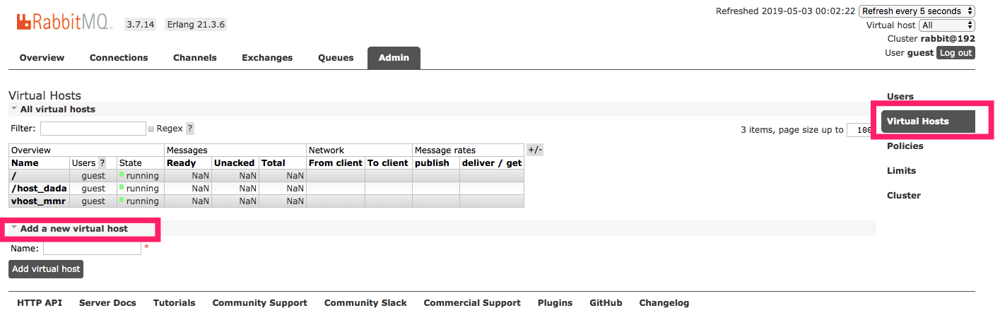 RabbitMQ 3.7.14 Erlang 21.3.6
Refreshed 2019-05-03 00:02:22 Refresh every 5 seconds
Virtual host All
Cluster rabbit@192
User guest Log out
Overview Connections Channels Exchanges Queues Admin
Virtual Hosts
All virtual hosts
Filter: Regex ?
3 items, page size up to 100
Overview Messages Network Message rates +/-
Name Users ? State Ready Unacked Total From client To client publish deliver / get
/ guest running NaN NaN NaN
/host_dada guest running NaN NaN NaN
vhost_mmr guest running NaN NaN NaN
Add a new virtual host
Name: *
Add virtual host
Users
Virtual Hosts
Policies
Limits
Cluster
HTTP API Server Docs Tutorials Community Support Community Slack Commercial Support Plugins GitHub Changelog